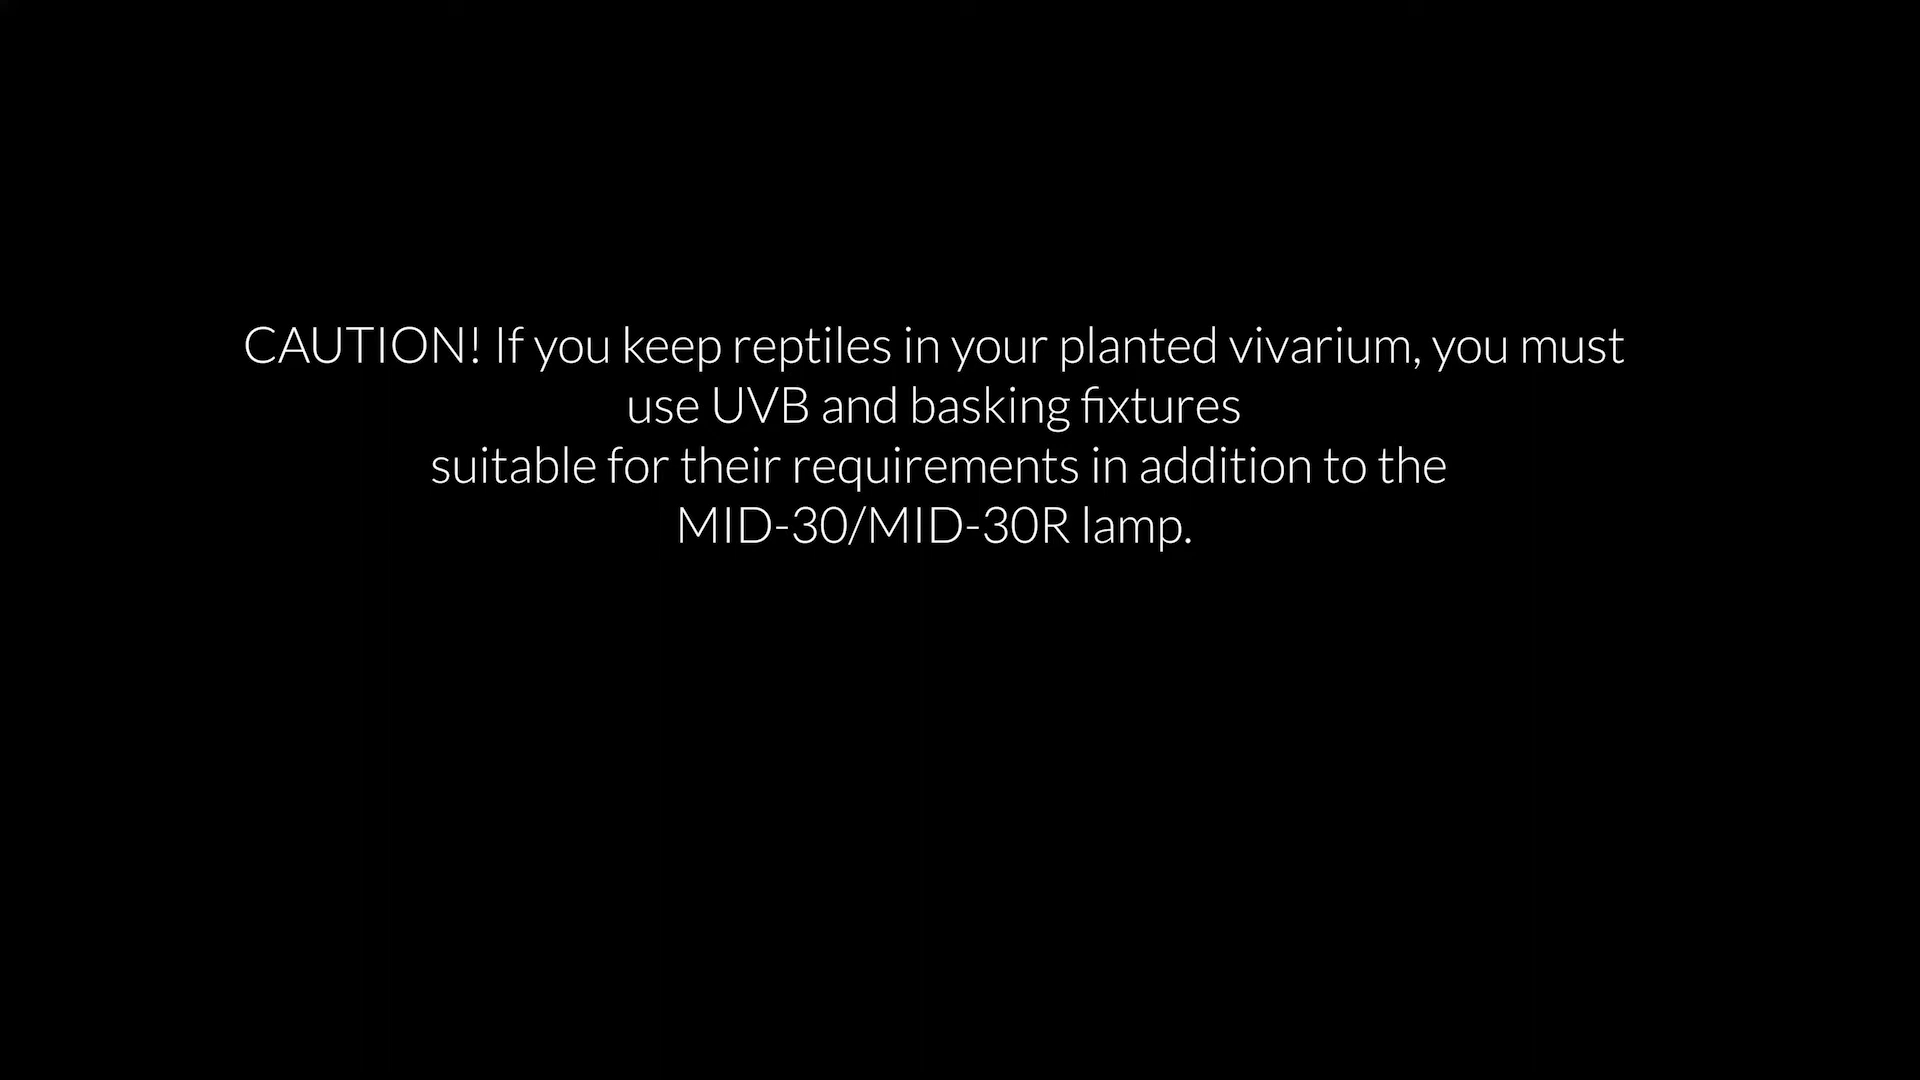 CAUTION! If you keep reptiles in your planted vivarium, you must
use UVB and basking fixtures
suitable for their requirements in addition to the
MID-30/MID-30R lamp.